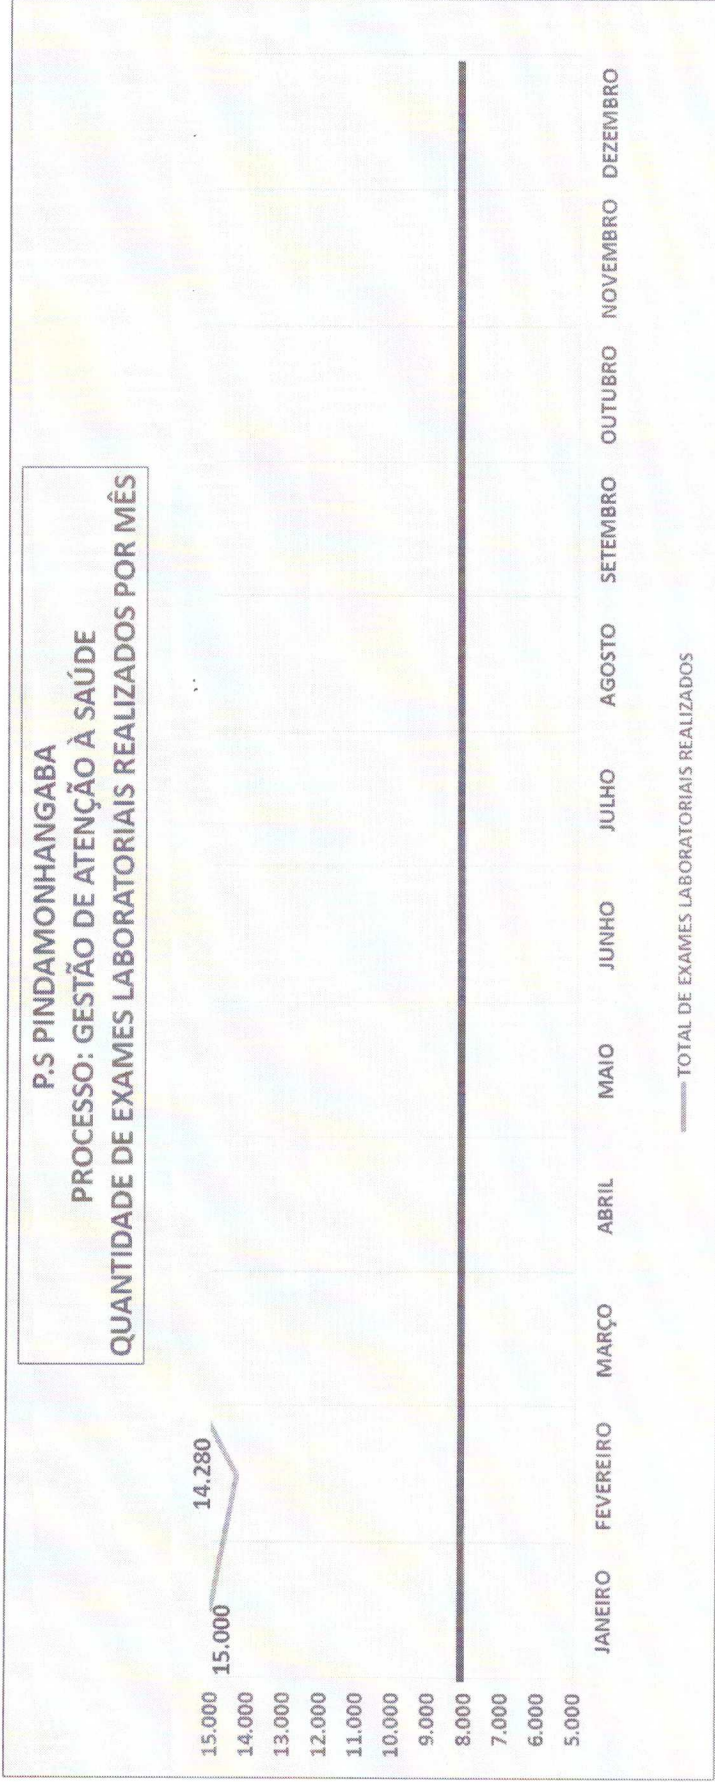 P.S PINDAMONHANGABA
PROCESSO: GESTÃO DE ATENÇÃO À SAÚDE
QUANTIDADE DE EXAMES LABORATORIAIS REALIZADOS POR MÊS
15.000
14.280
15.000
14.000
13.000
12.000
11.000
10.000
9.000
8.000
7.000
6.000
5.000
JANEIRO FEVEREIRO MARÇO ABRIL MAIO JUNHO JULHO AGOSTO SETEMBRO OUTUBRO NOVEMBRO DEZEMBRO
TOTAL DE EXAMES LABORATORIAIS REALIZADOS